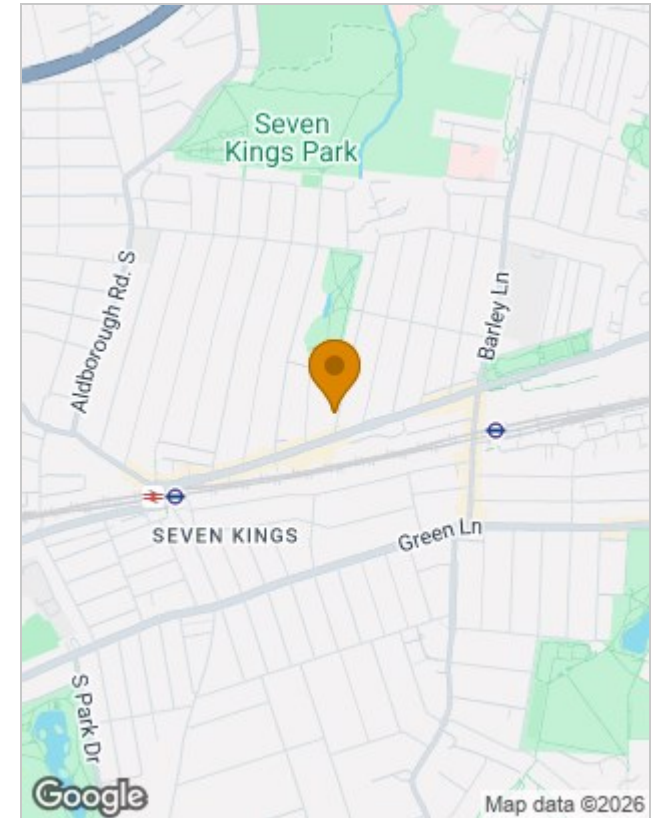 Seven
Kings Park
Aldborough Rd. S
Barley Ln
SEVEN KINGS
Green Ln
S Park Dr
Google
Map data ©2026